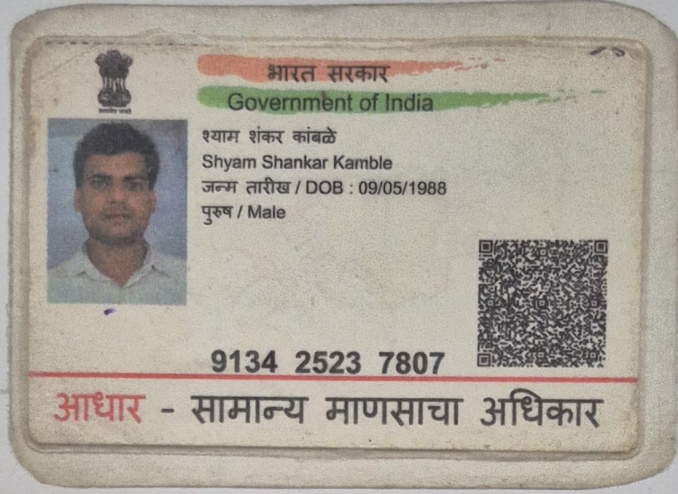 भारत सरकार
Government of India
श्याम शंकर कांबळे
Shyam Shankar Kamble
जन्म तारीख / DOB : 09/05/1988
पुरुष / Male
9134 2523 7807
आधार - सामान्य माणसाचा अधिकार